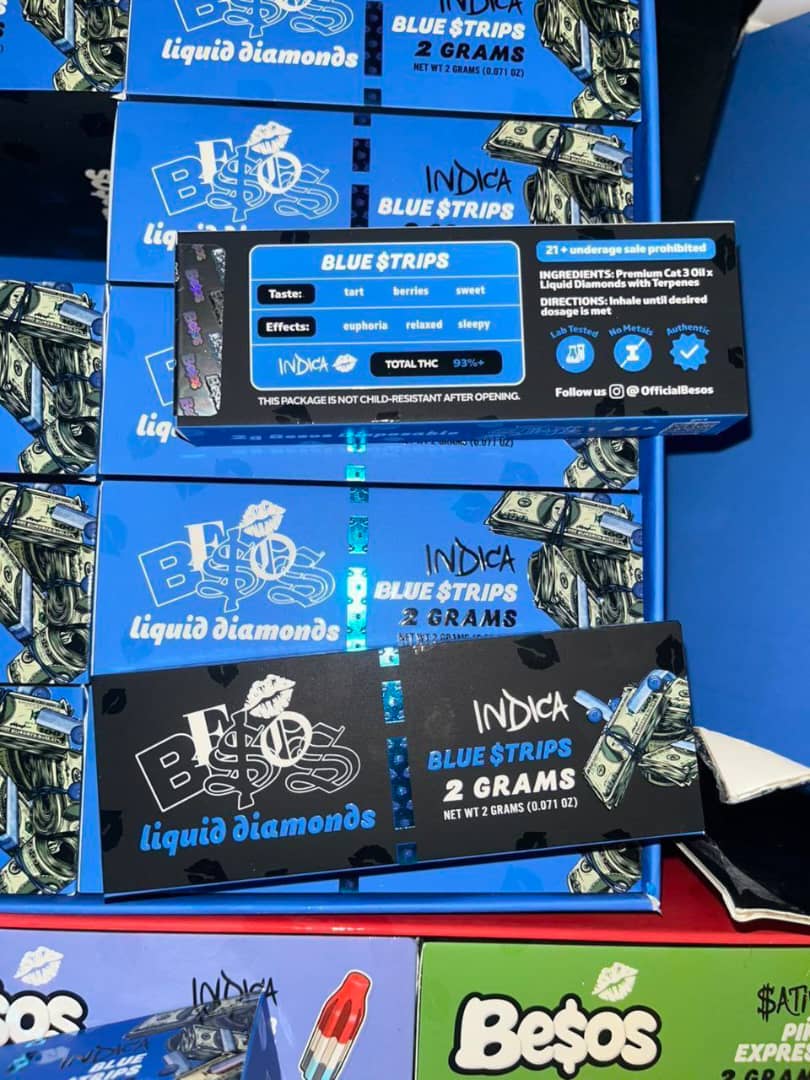 INDICA
BLUE $TRIPS
2 GRAMS
NET WT 2 GRAMS (0.071 OZ)
liquid diamonds
BE$OS
INDICA
BLUE $TRIPS
BLUE $TRIPS
Taste: tart berries sweet
Effects: euphoria relaxed sleepy
INDICA TOTAL THC 93%+
THIS PACKAGE IS NOT CHILD-RESISTANT AFTER OPENING.
21 + underage sale prohibited
INGREDIENTS: Premium Cat 3 Oil x
Liquid Diamonds with Terpenes
DIRECTIONS: Inhale until desired
dosage is met
Lab Tested No Metals Authentic
Follow us @ OfficialBesos
BE$OS
liquid diamonds
INDICA
BLUE $TRIPS
2 GRAMS
BE$OS
liquid diamonds
INDICA
BLUE $TRIPS
2 GRAMS
NET WT 2 GRAMS (0.071 OZ)
INDICA
INDICA
BLUE
Be$os